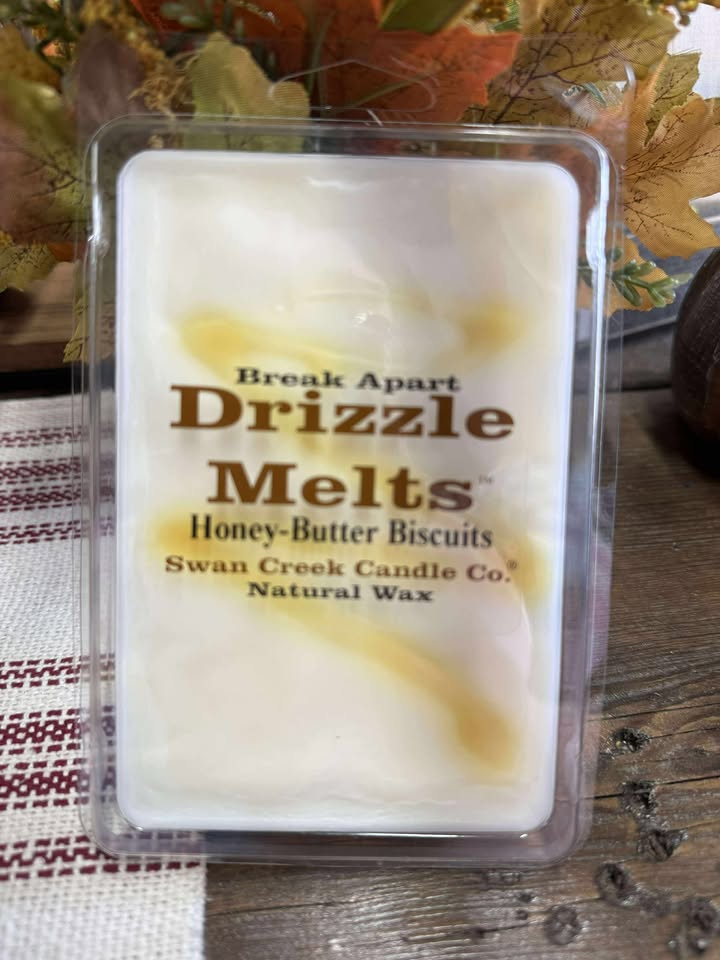 Break Apart
Drizzle
Melts™
Honey-Butter Biscuits
Swan Creek Candle Co.®
Natural Wax